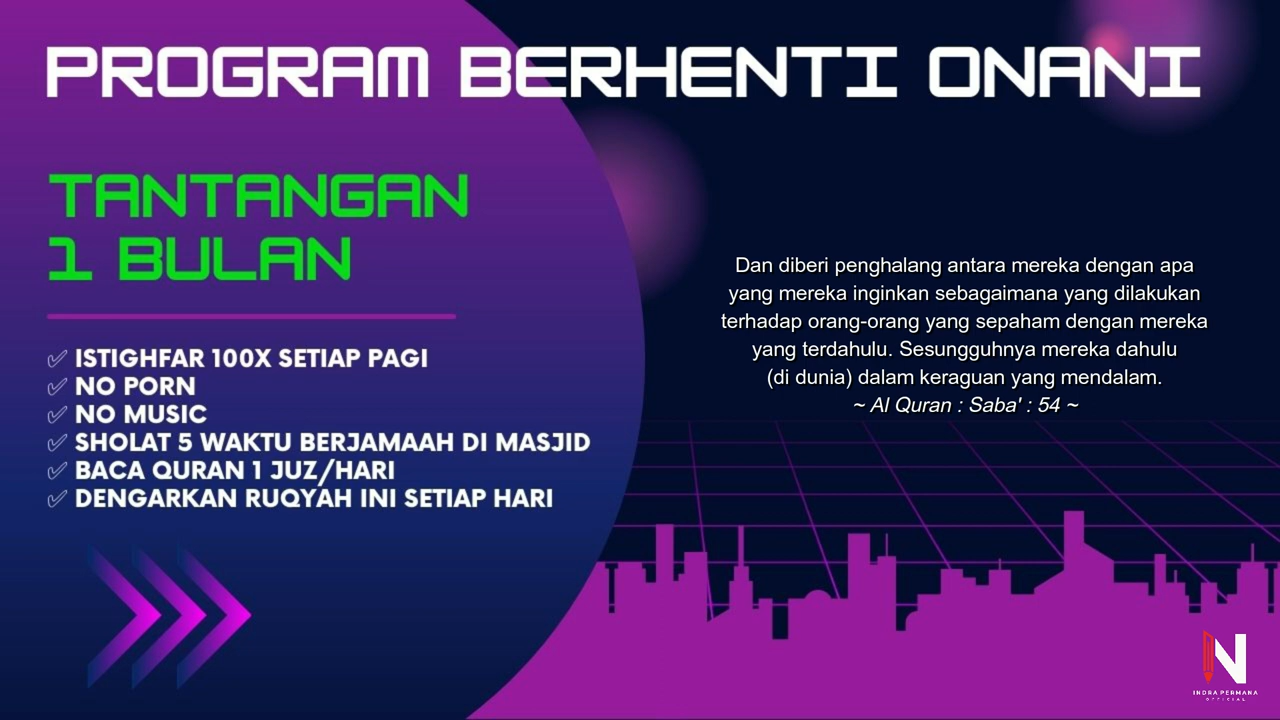 PROGRAM BERHENTI ONANI
TANTANGAN
1 BULAN
✅ ISTIGHFAR 100X SETIAP PAGI
✅ NO PORN
✅ NO MUSIC
✅ SHOLAT 5 WAKTU BERJAMAAH DI MASJID
✅ BACA QURAN 1 JUZ/HARI
✅ DENGARKAN RUQYAH INI SETIAP HARI
Dan diberi penghalang antara mereka dengan apa
yang mereka inginkan sebagaimana yang dilakukan
terhadap orang-orang yang sepaham dengan mereka
yang terdahulu. Sesungguhnya mereka dahulu
(di dunia) dalam keraguan yang mendalam.
~ Al Quran : Saba' : 54 ~
N
INDRA PERMANA
OFFICIAL